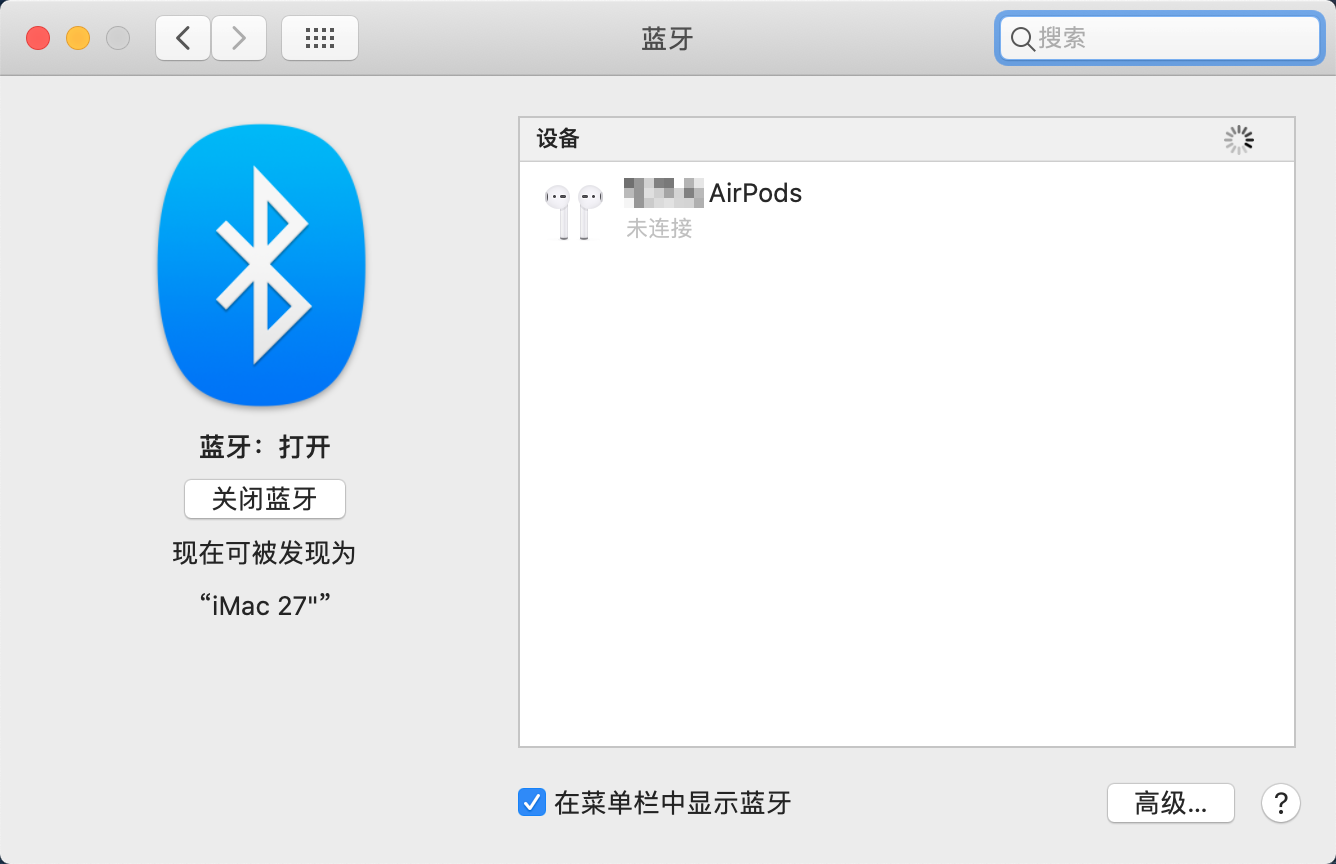 蓝牙
搜索
设备
AirPods
未连接
蓝牙：打开
关闭蓝牙
现在可被发现为
“iMac 27"”
在菜单栏中显示蓝牙
高级...
?